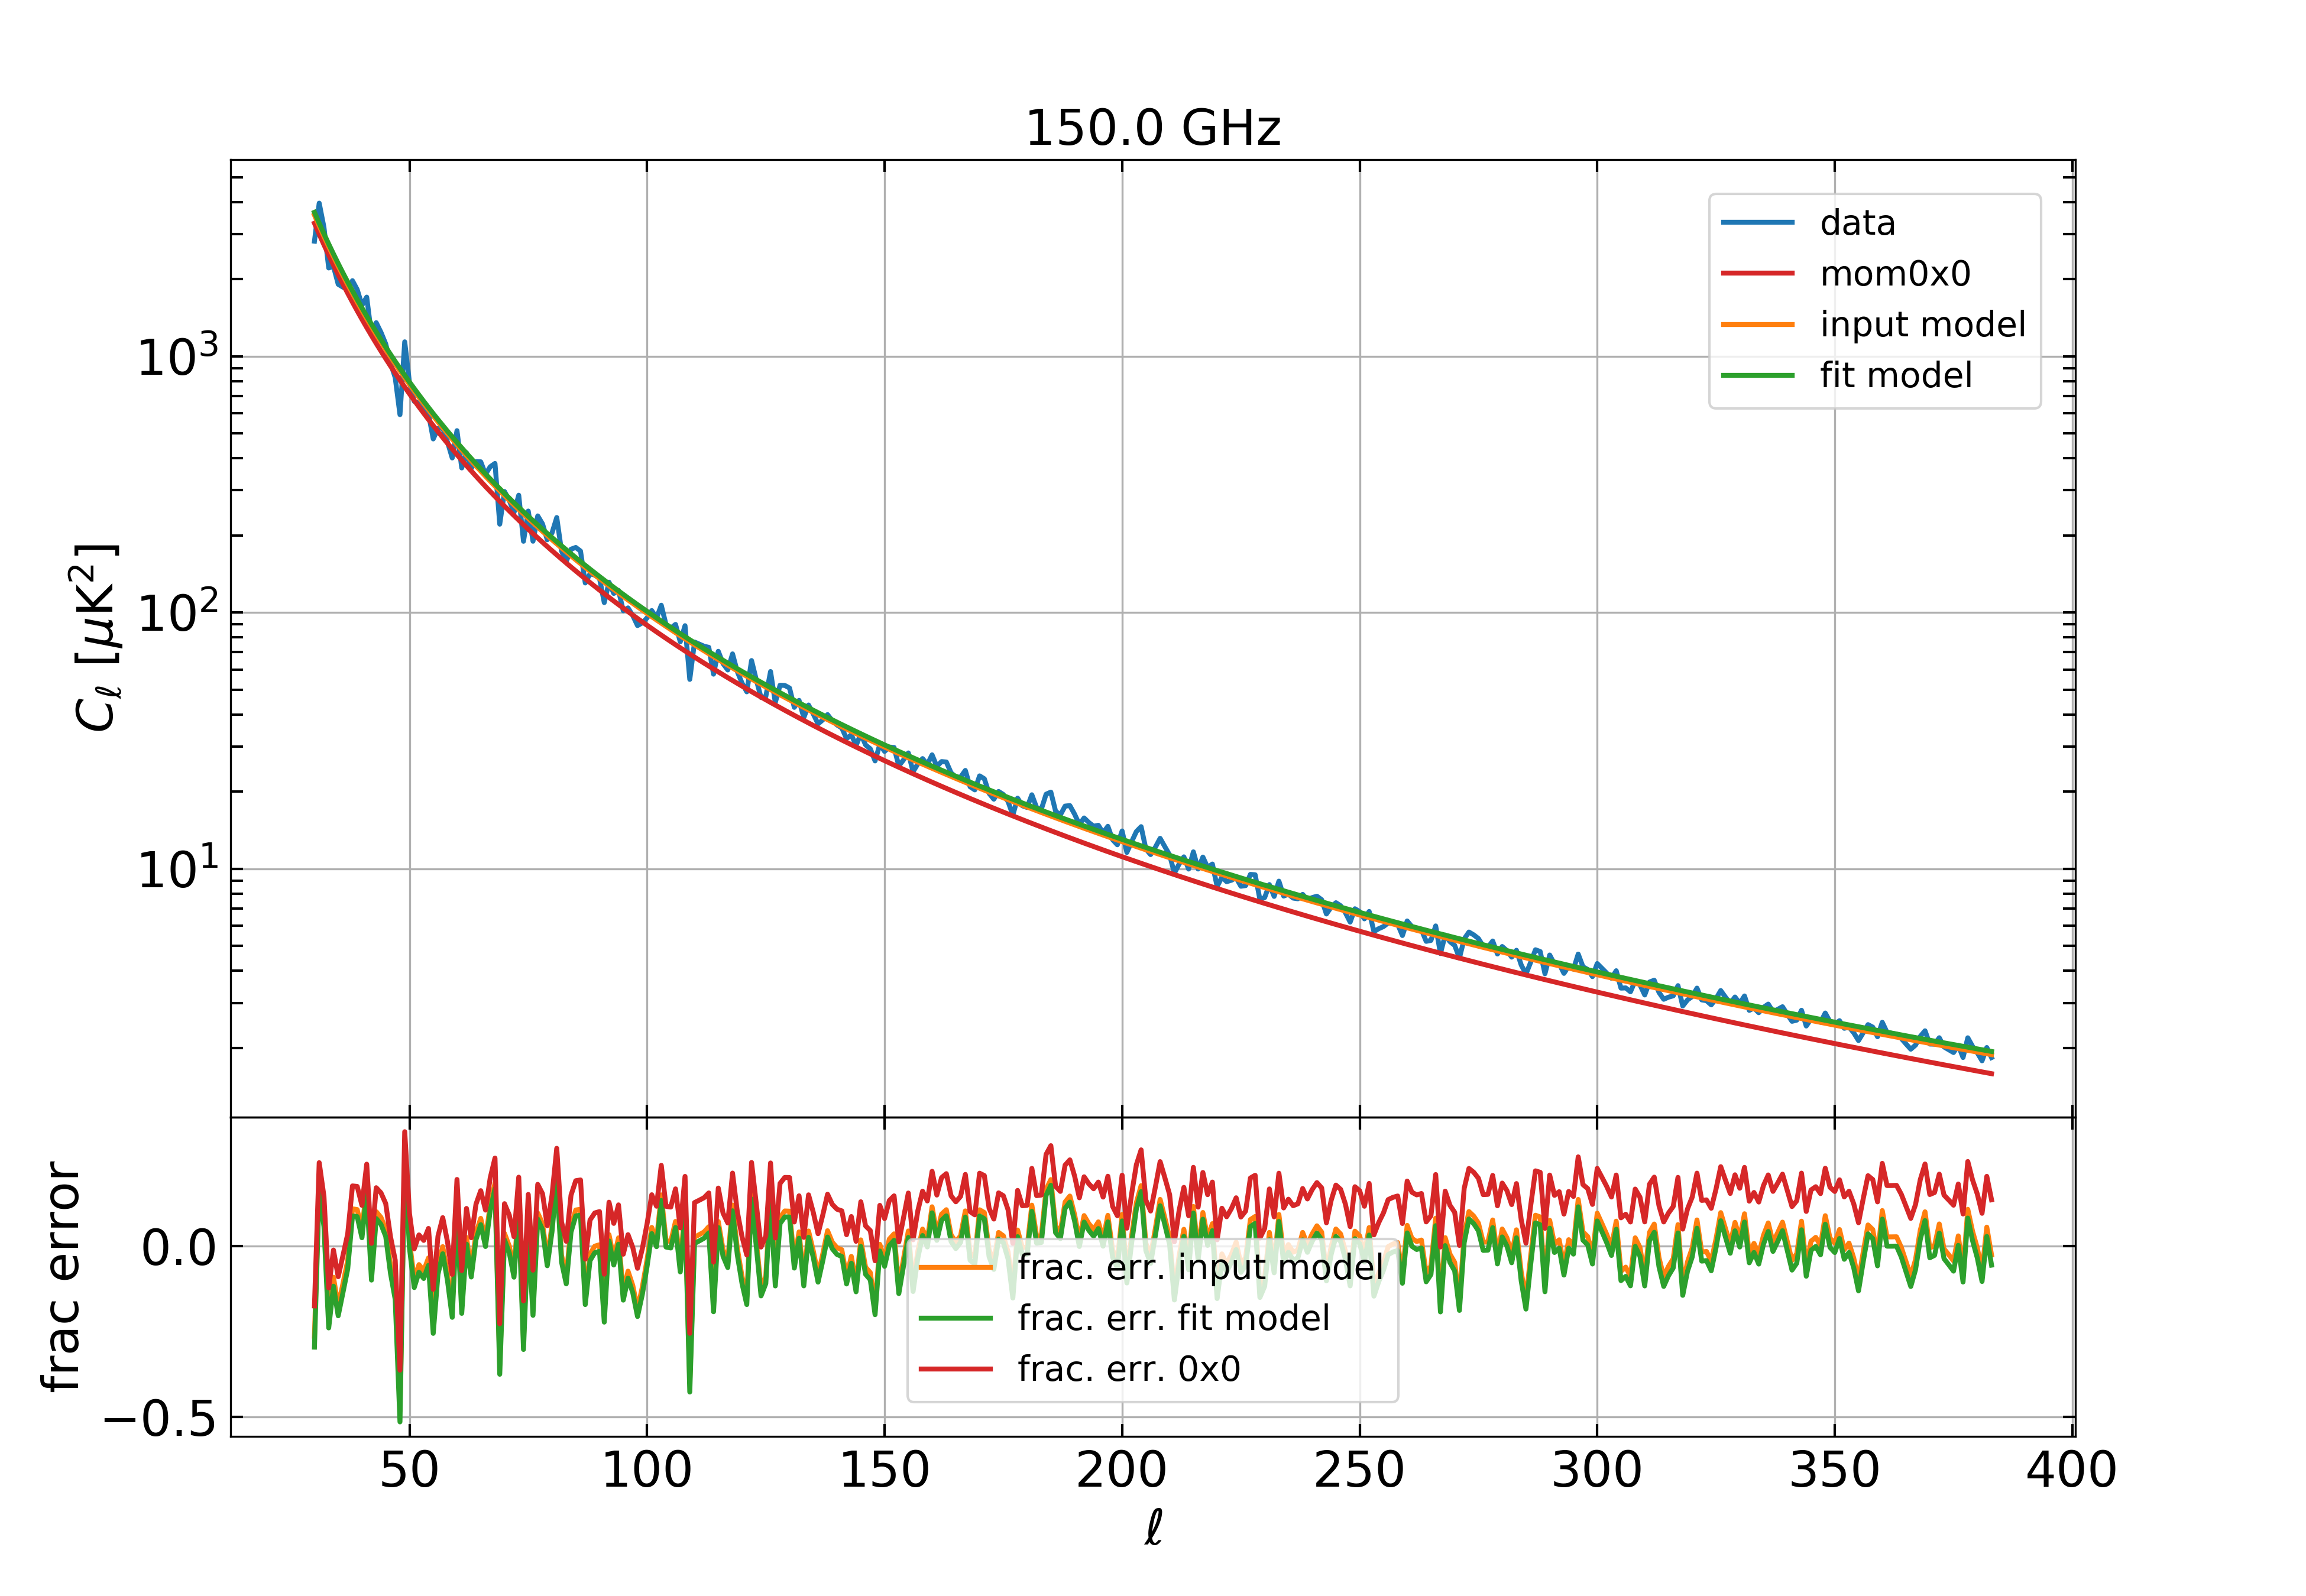 150.0 GHz
data
mom0x0
input model
fit model
10³
10²
10¹
C_ℓ [μK²]
frac error
0.0
−0.5
frac. err. input model
frac. err. fit model
frac. err. 0x0
50 100 150 200 250 300 350 400
ℓ